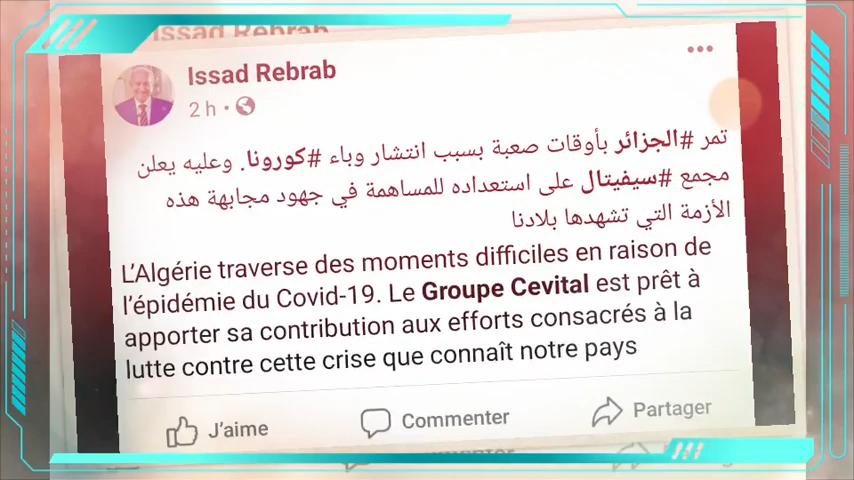 Issad Rebrab
Issad Rebrab
2 h
تمر #الجزائر بأوقات صعبة بسبب انتشار وباء #كورونا. وعليه يعلن
مجمع #سيفيتال على استعداده للمساهمة في جهود مجابهة هذه
الأزمة التي تشهدها بلادنا
L'Algérie traverse des moments difficiles en raison de
l'épidémie du Covid-19. Le Groupe Cevital est prêt à
apporter sa contribution aux efforts consacrés à la
lutte contre cette crise que connaît notre pays
J'aime
Commenter
Partager